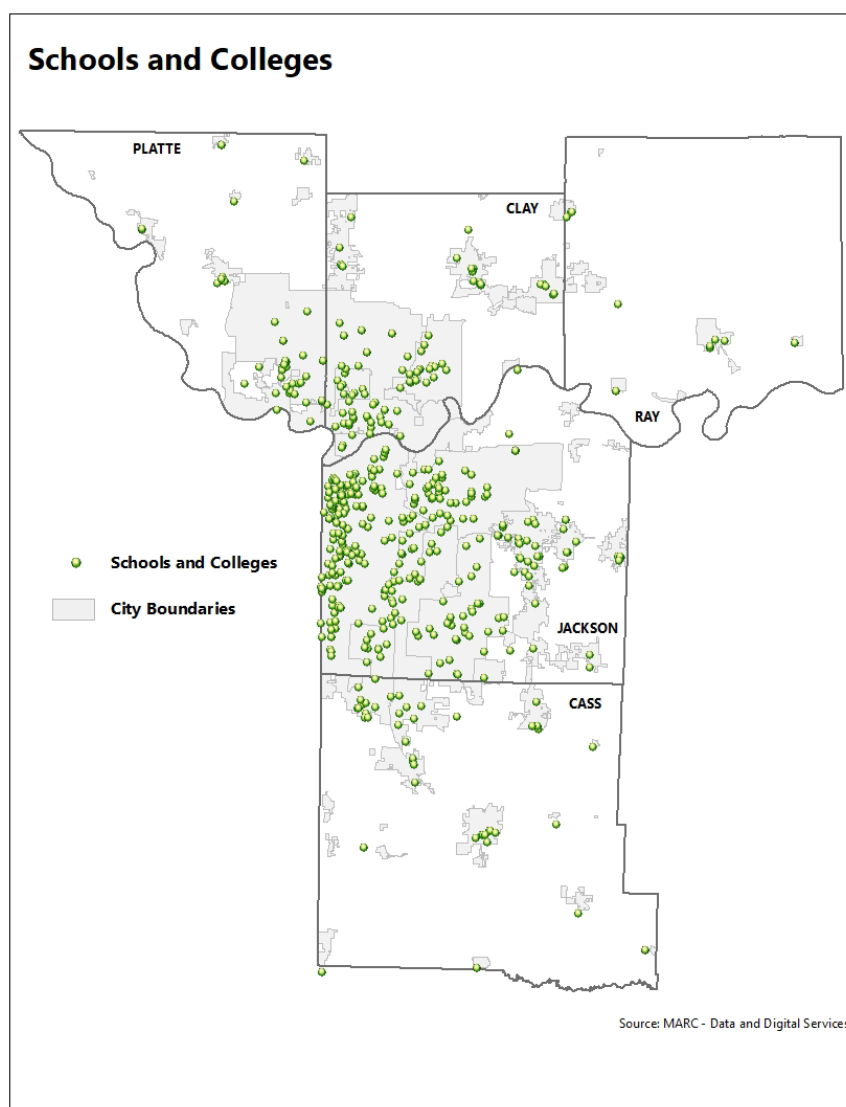 Schools and Colleges
PLATTE
CLAY
RAY
Schools and Colleges
City Boundaries
JACKSON
CASS
Source: MARC - Data and Digital Services